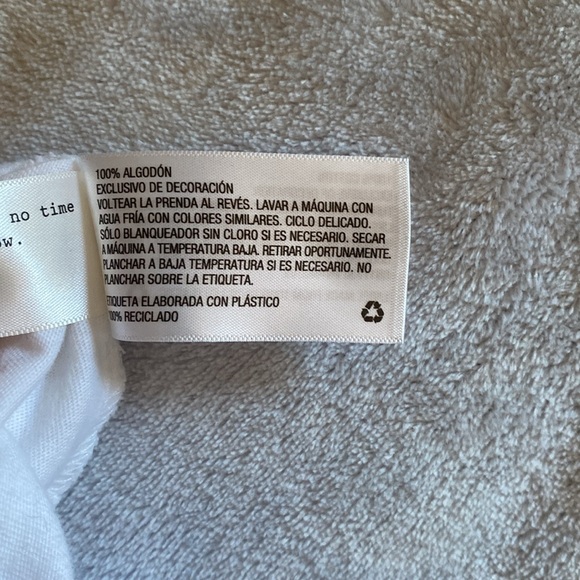 no time
ow.
100% ALGODÓN
EXCLUSIVO DE DECORACIÓN
VOLTEAR LA PRENDA AL REVÉS. LAVAR A MÁQUINA CON
AGUA FRÍA CON COLORES SIMILARES. CICLO DELICADO.
SÓLO BLANQUEADOR SIN CLORO SI ES NECESARIO. SECAR
A MÁQUINA A TEMPERATURA BAJA. RETIRAR OPORTUNAMENTE.
PLANCHAR A BAJA TEMPERATURA SI ES NECESARIO. NO
PLANCHAR SOBRE LA ETIQUETA.
ETIQUETA ELABORADA CON PLÁSTICO
100% RECICLADO